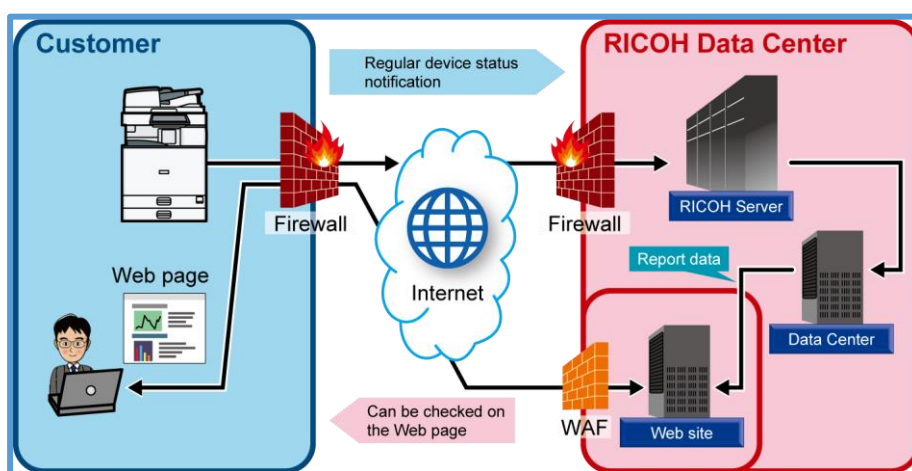 Customer
RICOH Data Center
Regular device status
notification
Firewall
Firewall
RICOH Server
Web page
Internet
Report data
Data Center
Can be checked on
the Web page
WAF
Web site